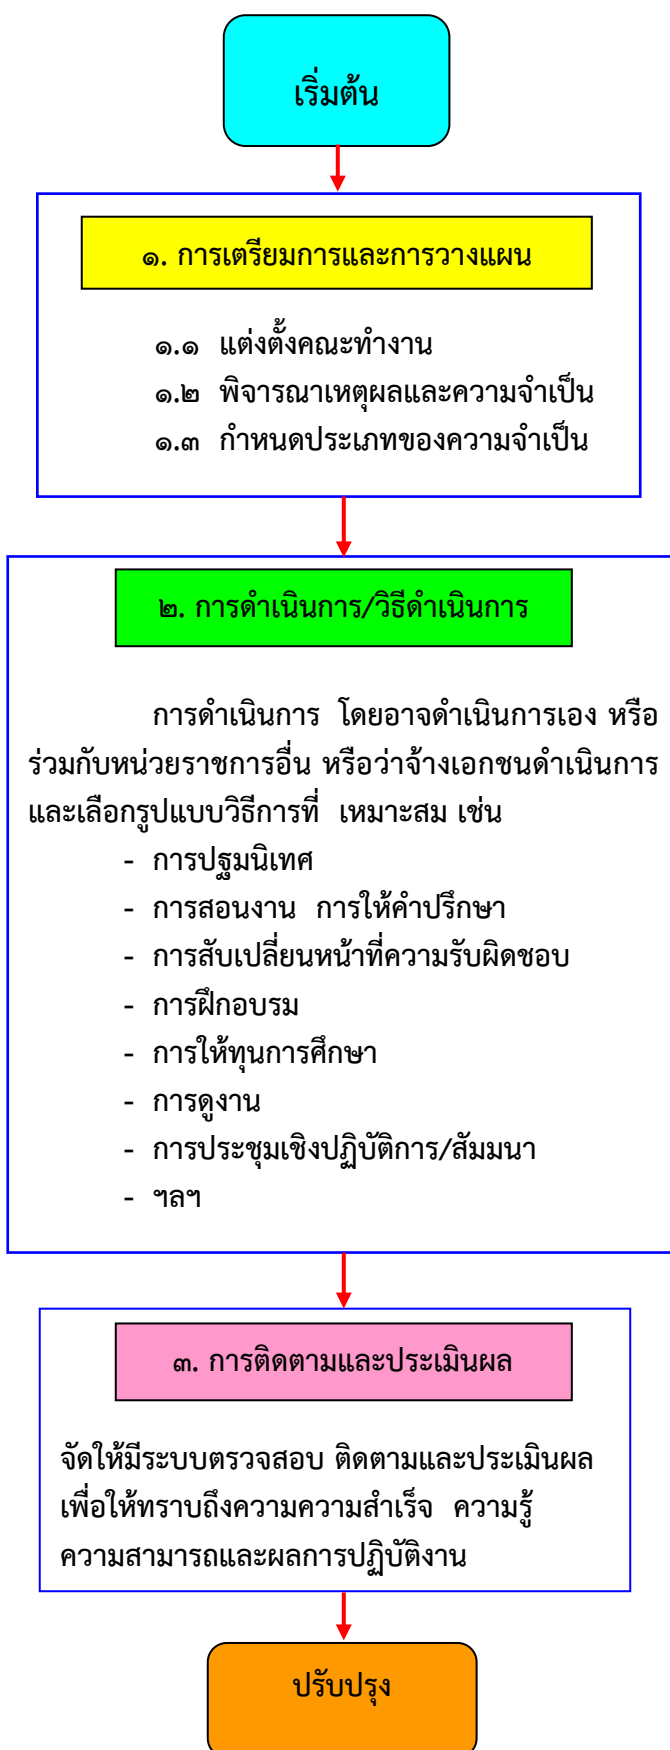 เริ่มต้น
๑. การเตรียมการและการวางแผน
๑.๑ แต่งตั้งคณะทำงาน
๑.๒ พิจารณาเหตุผลและความจำเป็น
๑.๓ กำหนดประเภทของความจำเป็น
๒. การดำเนินการ/วิธีดำเนินการ
การดำเนินการ โดยอาจดำเนินการเอง หรือ
ร่วมกับหน่วยราชการอื่น หรือว่าจ้างเอกชนดำเนินการ
และเลือกรูปแบบวิธีการที่ เหมาะสม เช่น
- การปฐมนิเทศ
- การสอนงาน การให้คำปรึกษา
- การสับเปลี่ยนหน้าที่ความรับผิดชอบ
- การฝึกอบรม
- การให้ทุนการศึกษา
- การดูงาน
- การประชุมเชิงปฏิบัติการ/สัมมนา
- ฯลฯ
๓. การติดตามและประเมินผล
จัดให้มีระบบตรวจสอบ ติดตามและประเมินผล
เพื่อให้ทราบถึงความความสำเร็จ ความรู้
ความสามารถและผลการปฏิบัติงาน
ปรับปรุง